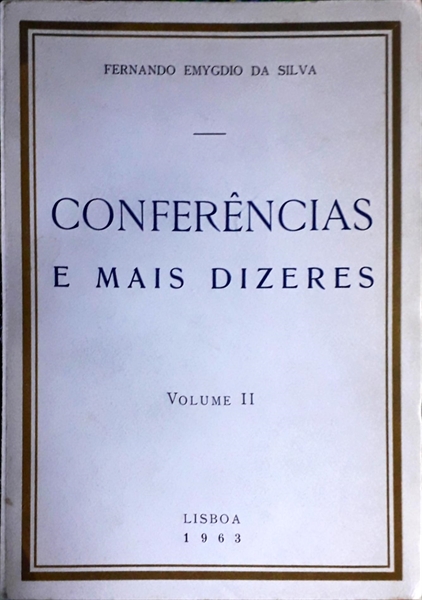 FERNANDO EMYGDIO DA SILVA
CONFERÊNCIAS
E MAIS DIZERES
VOLUME II
LISBOA
1963